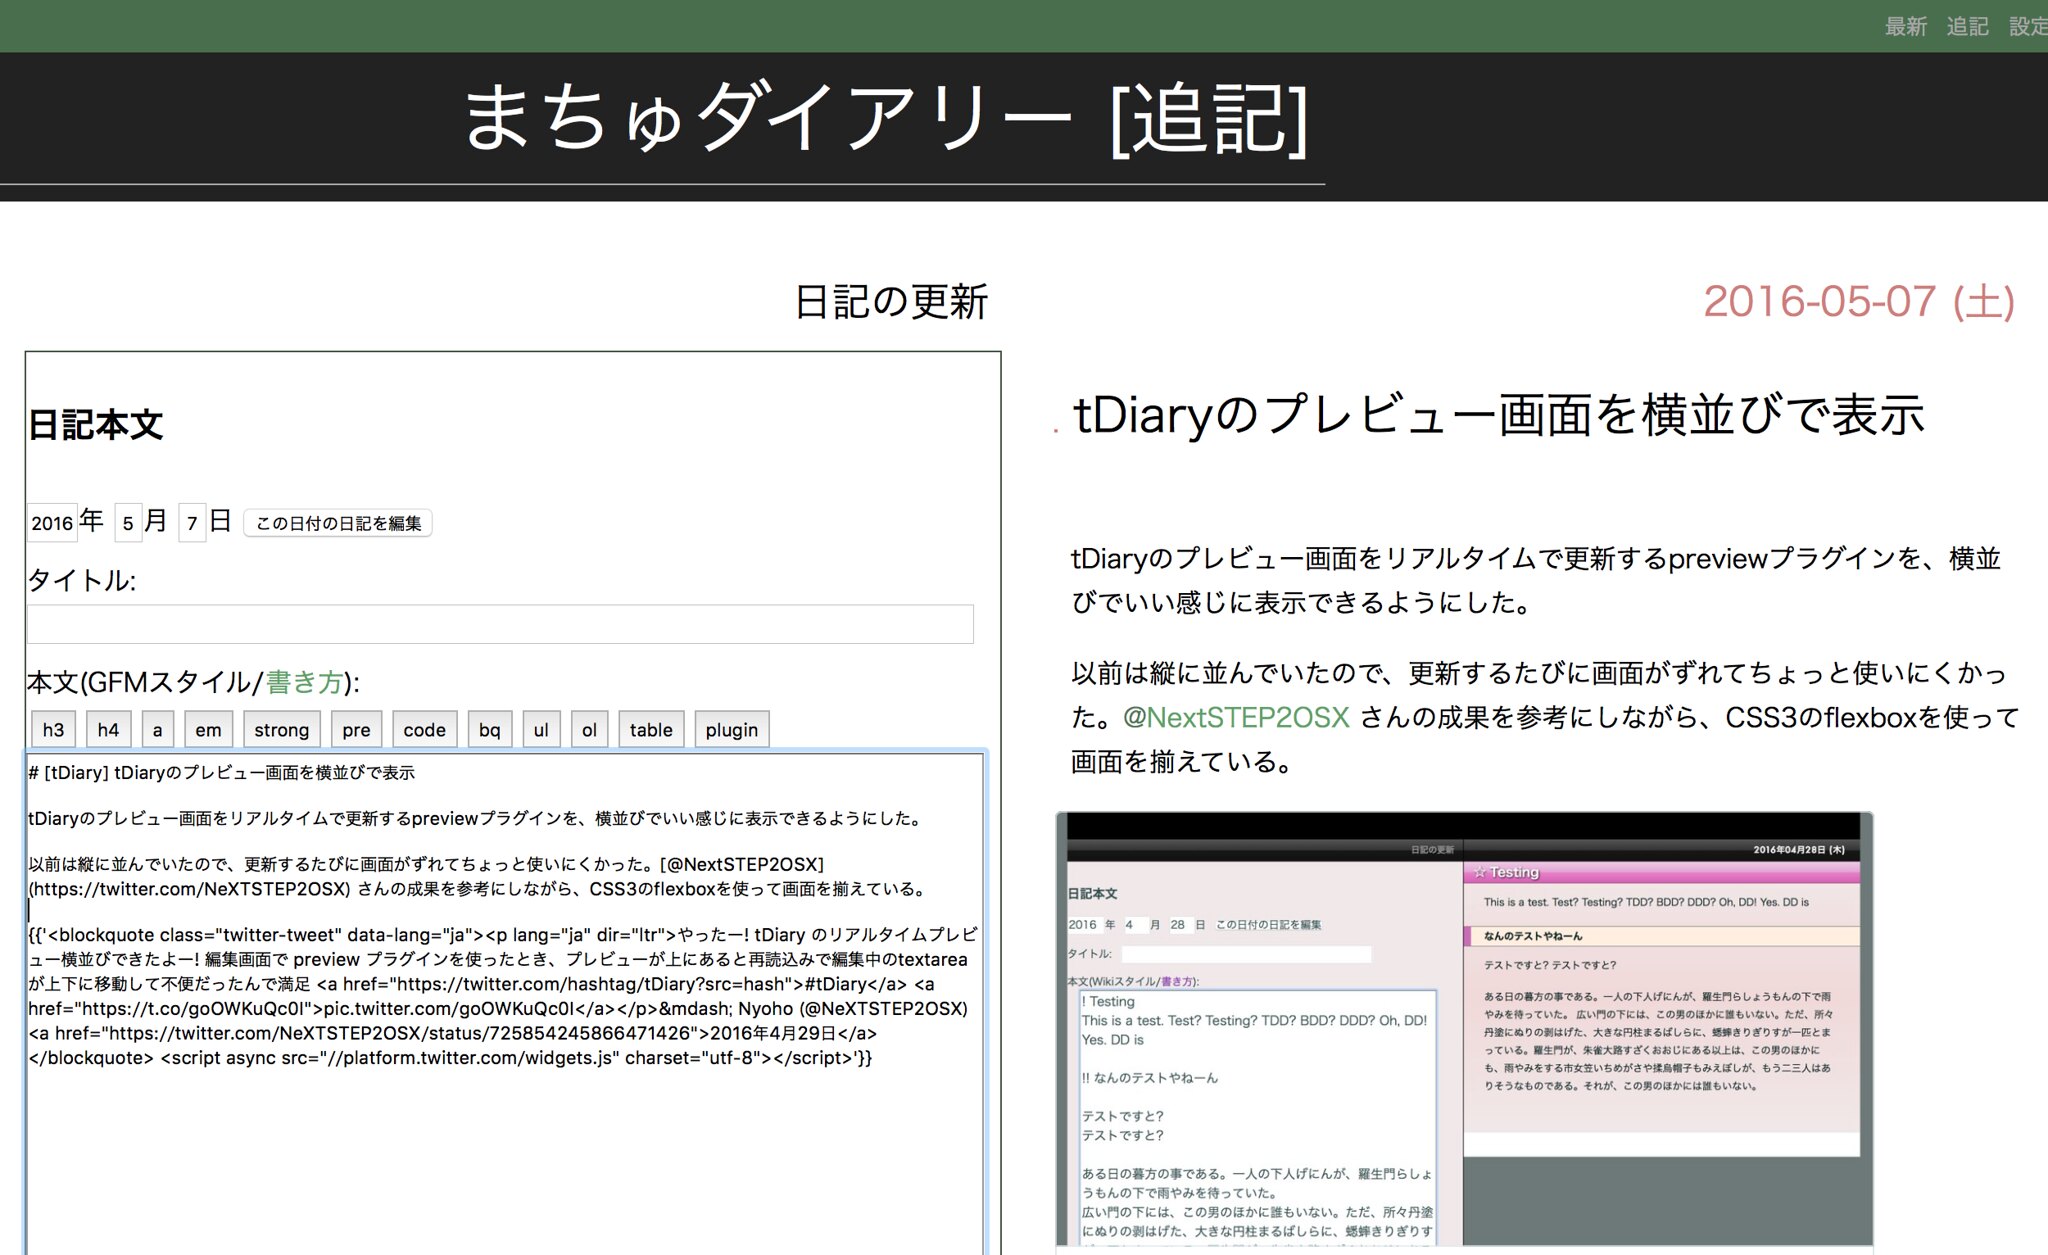 最新 追記 設定
まちゅダイアリー [追記]
日記の更新
日記本文
2016年 5月 7日 この日付の日記を編集
タイトル:
本文(GFMスタイル/書き方):
h3 h4 a em strong pre code bq ul ol table plugin
# [tDiary] tDiaryのプレビュー画面を横並びで表示
tDiaryのプレビュー画面をリアルタイムで更新するpreviewプラグインを、横並びでいい感じに表示できるようにした。
以前は縦に並んでいたので、更新するたびに画面がずれてちょっと使いにくかった。[@NextSTEP2OSX]
(https://twitter.com/NeXTSTEP2OSX) さんの成果を参考にしながら、CSS3のflexboxを使って画面を揃えている。
{{'<blockquote class="twitter-tweet" data-lang="ja"><p lang="ja" dir="ltr">やったー! tDiary のリアルタイムプレビ
ュー横並びできたよー! 編集画面で preview プラグインを使ったとき、プレビューが上にあると再読込みで編集中のtextarea
が上下に移動して不便だったんで満足 <a href="https://twitter.com/hashtag/tDiary?src=hash">#tDiary</a> <a
href="https://t.co/goOWKuQc0I">pic.twitter.com/goOWKuQc0I</a></p>&mdash; Nyoho (@NeXTSTEP2OSX)
<a href="https://twitter.com/NeXTSTEP2OSX/status/725854245866471426">2016年4月29日</a>
</blockquote> <script async src="//platform.twitter.com/widgets.js" charset="utf-8"></script>'}}
2016-05-07 (土)
. tDiaryのプレビュー画面を横並びで表示
tDiaryのプレビュー画面をリアルタイムで更新するpreviewプラグインを、横並
びでいい感じに表示できるようにした。
以前は縦に並んでいたので、更新するたびに画面がずれてちょっと使いにくかっ
た。@NextSTEP2OSX さんの成果を参考にしながら、CSS3のflexboxを使って
画面を揃えている。
日記の更新
日記本文
2016 年 4 月 28 日 この日付の日記を編集
タイトル:
本文(Wikiスタイル/書き方):
! Testing
This is a test. Test? Testing? TDD? BDD? DDD? Oh, DD!
Yes. DD is
!! なんのテストやねーん
テストですと?
テストですと?
ある日の暮方の事である。一人の下人げにんが、羅生門らしょ
うもんの下で雨やみを待っていた。
広い門の下には、この男のほかに誰もいない。ただ、所々丹塗
にぬりの剥はげた、大きな円柱まるばしらに、蟋蟀きりぎりす
2016年04月28日 (木)
☆ Testing
This is a test. Test? Testing? TDD? BDD? DDD? Oh, DD! Yes. DD is
なんのテストやねーん
テストですと? テストですと?
ある日の暮方の事である。一人の下人げにんが、羅生門らしょうもんの下で雨
やみを待っていた。 広い門の下には、この男のほかに誰もいない。ただ、所々
丹塗にぬりの剥はげた、大きな円柱まるばしらに、蟋蟀きりぎりすが一匹とま
っている。羅生門が、朱雀大路すざくおおじにある以上は、この男のほかに
も、雨やみをする市女笠いちめがさや揉烏帽子もみえぼしが、もう二三人はあ
りそうなものである。それが、この男のほかには誰もいない。